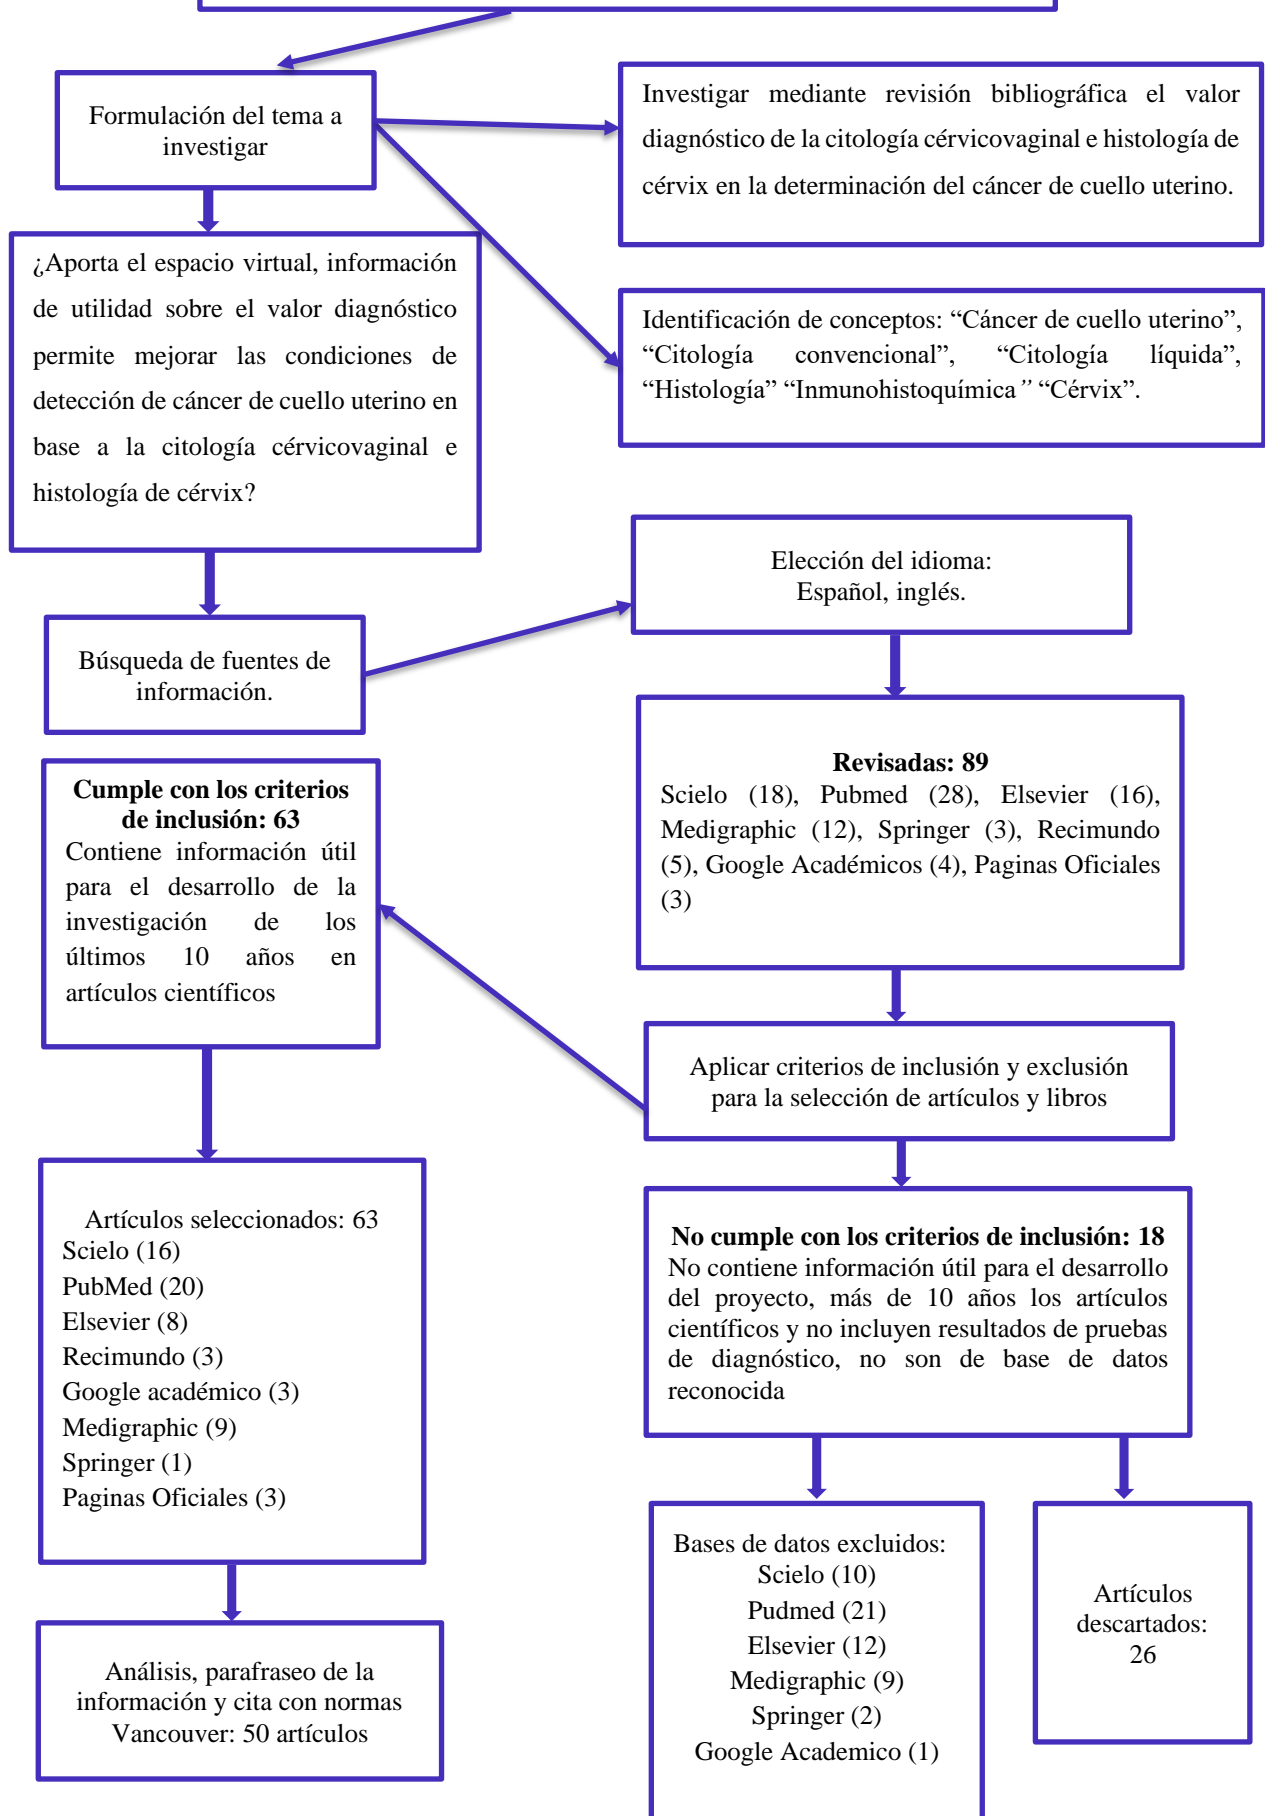 Formulación del tema a
investigar
Investigar mediante revisión bibliográfica el valor
diagnóstico de la citología cérvicovaginal e histología de
cérvix en la determinación del cáncer de cuello uterino.
¿Aporta el espacio virtual, información
de utilidad sobre el valor diagnóstico
permite mejorar las condiciones de
detección de cáncer de cuello uterino en
base a la citología cérvicovaginal e
histología de cérvix?
Identificación de conceptos: “Cáncer de cuello uterino”,
“Citología convencional”, “Citología líquida”,
“Histología” “Inmunohistoquímica” “Cérvix”.
Búsqueda de fuentes de
información.
Elección del idioma:
Español, inglés.
Revisadas: 89
Scielo (18), Pubmed (28), Elsevier (16),
Medigraphic (12), Springer (3), Recimundo
(5), Google Académicos (4), Paginas Oficiales
(3)
Cumple con los criterios
de inclusión: 63
Contiene información útil
para el desarrollo de la
investigación de los
últimos 10 años en
artículos científicos
Aplicar criterios de inclusión y exclusión
para la selección de artículos y libros
Artículos seleccionados: 63
Scielo (16)
PubMed (20)
Elsevier (8)
Recimundo (3)
Google académico (3)
Medigraphic (9)
Springer (1)
Paginas Oficiales (3)
No cumple con los criterios de inclusión: 18
No contiene información útil para el desarrollo
del proyecto, más de 10 años los artículos
científicos y no incluyen resultados de pruebas
de diagnóstico, no son de base de datos
reconocida
Bases de datos excluidos:
Scielo (10)
Pudmed (21)
Elsevier (12)
Medigraphic (9)
Springer (2)
Google Academico (1)
Artículos
descartados:
26
Análisis, parafraseo de la
información y cita con normas
Vancouver: 50 artículos